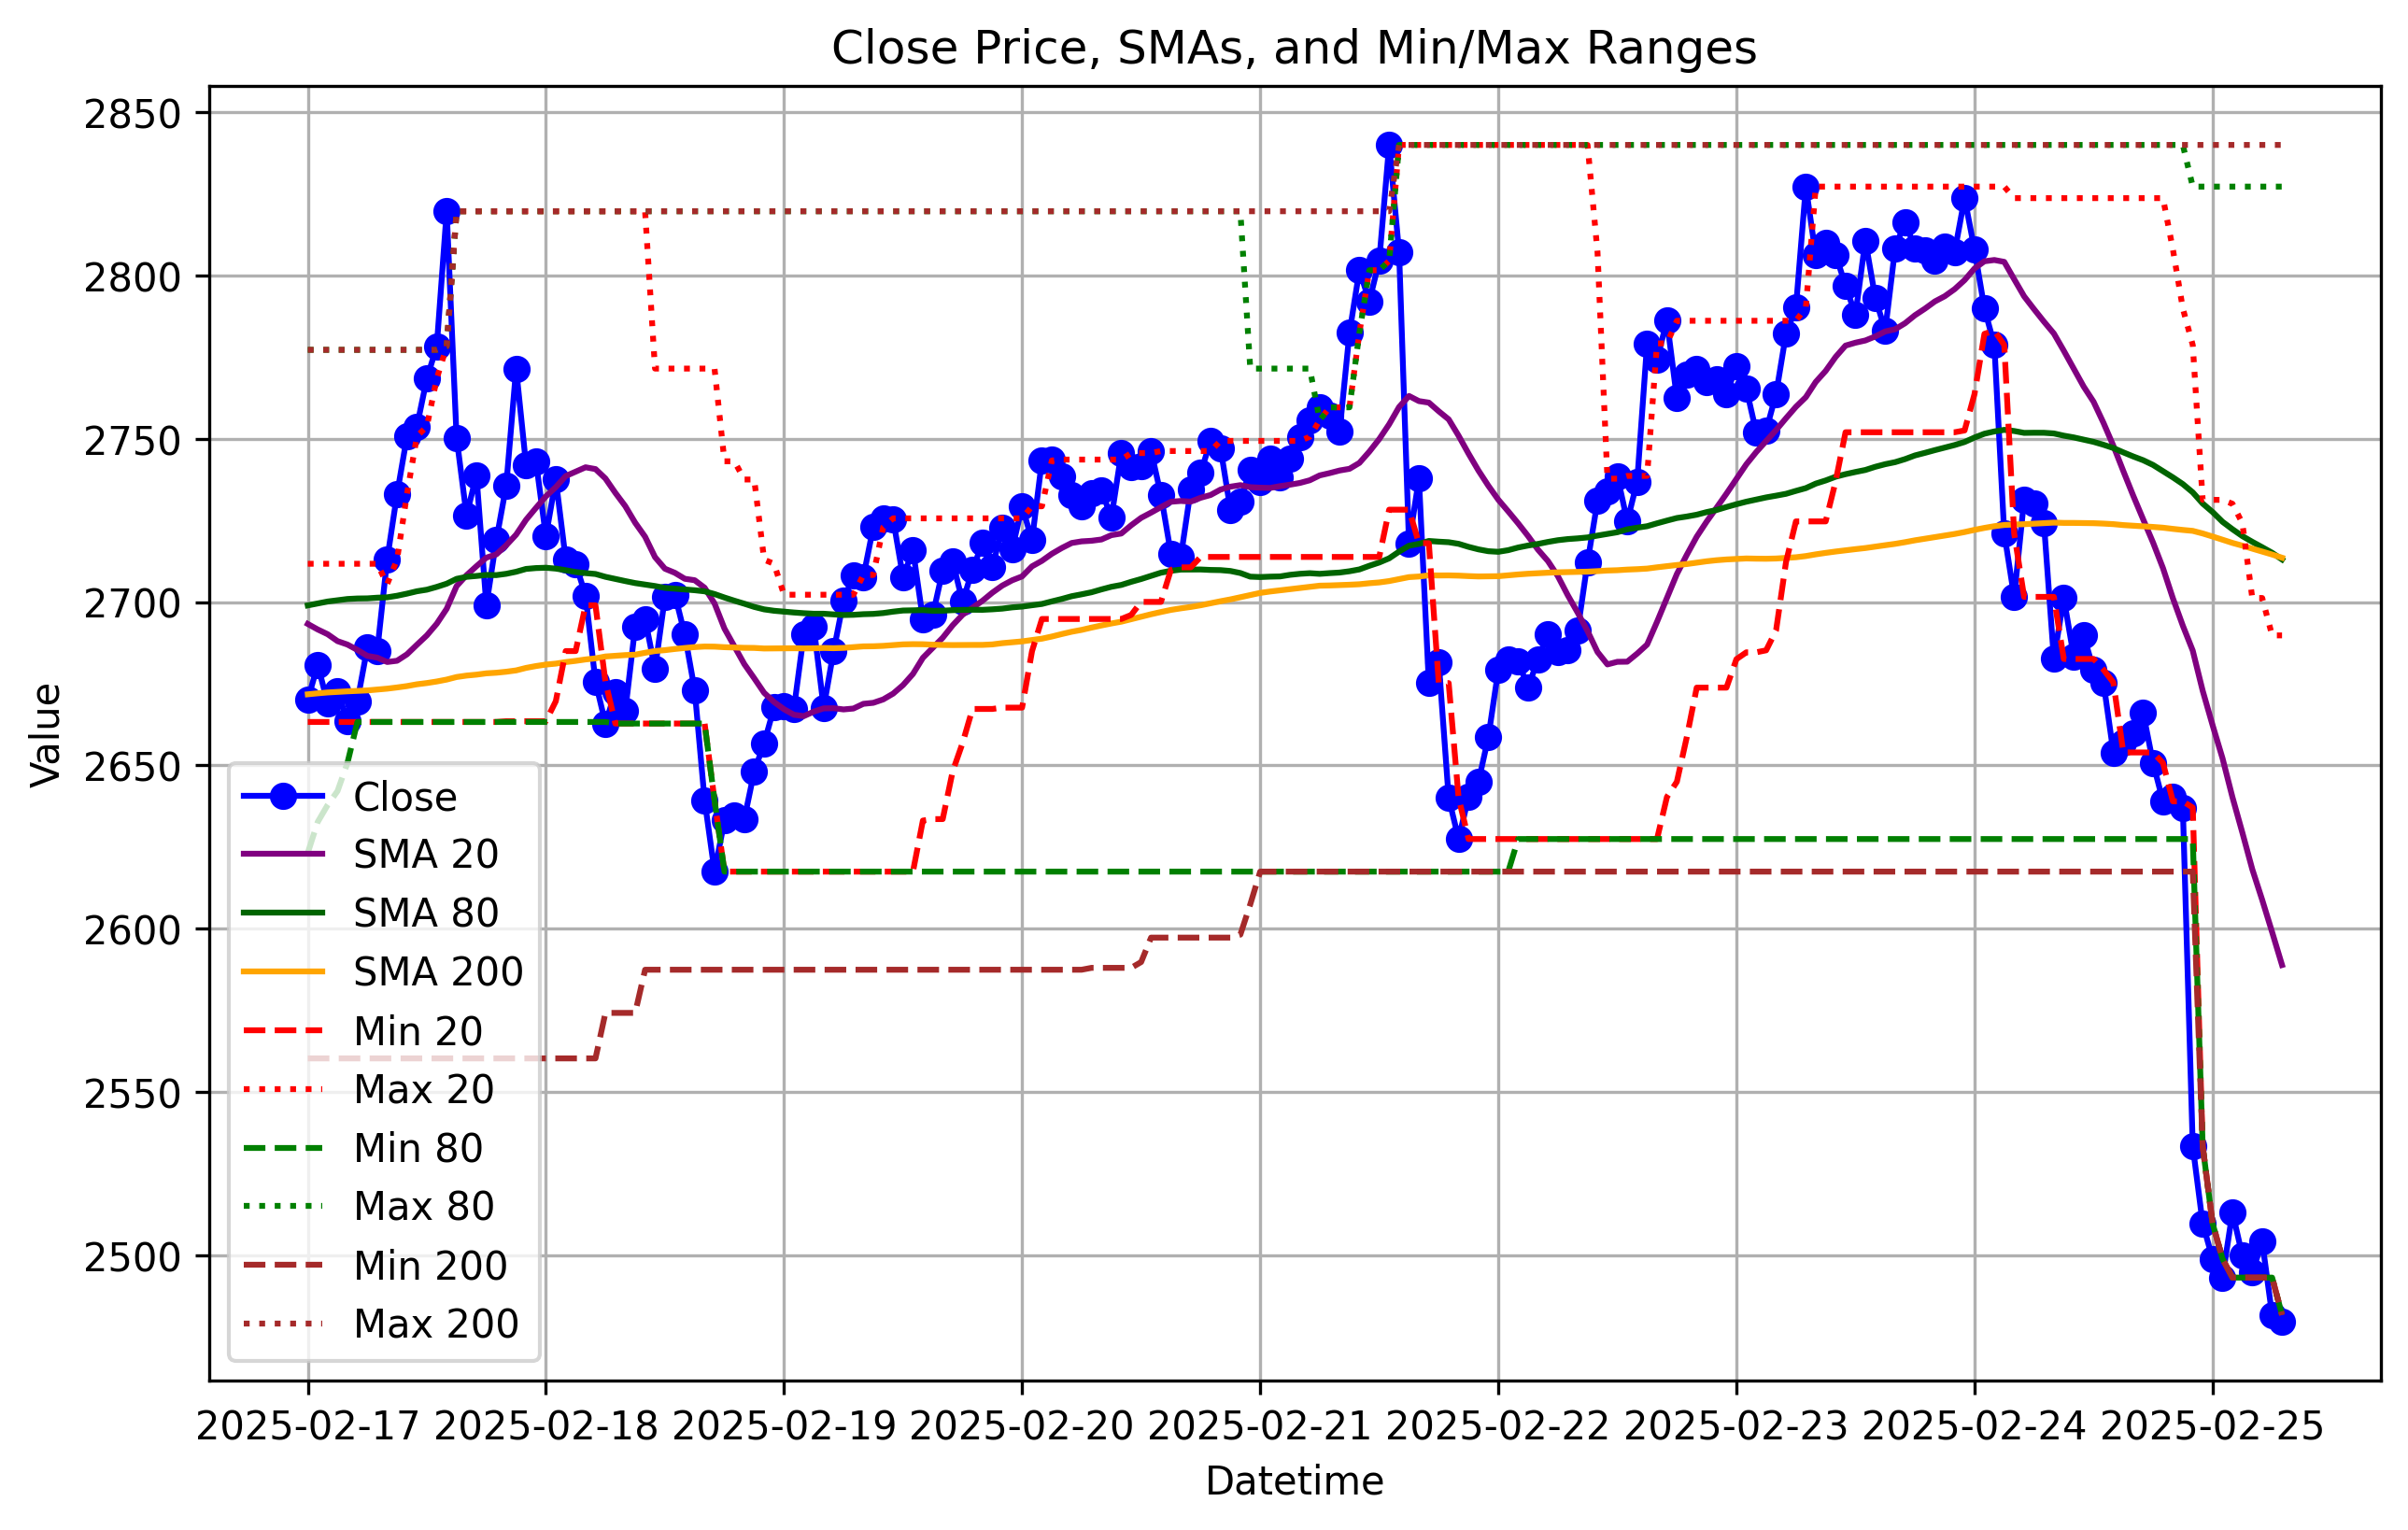 Close Price, SMAs, and Min/Max Ranges
Value
2850
2800
2750
2700
2650
2600
2550
2500
Close
SMA 20
SMA 80
SMA 200
Min 20
Max 20
Min 80
Max 80
Min 200
Max 200
2025-02-17 2025-02-18 2025-02-19 2025-02-20 2025-02-21 2025-02-22 2025-02-23 2025-02-24 2025-02-25
Datetime